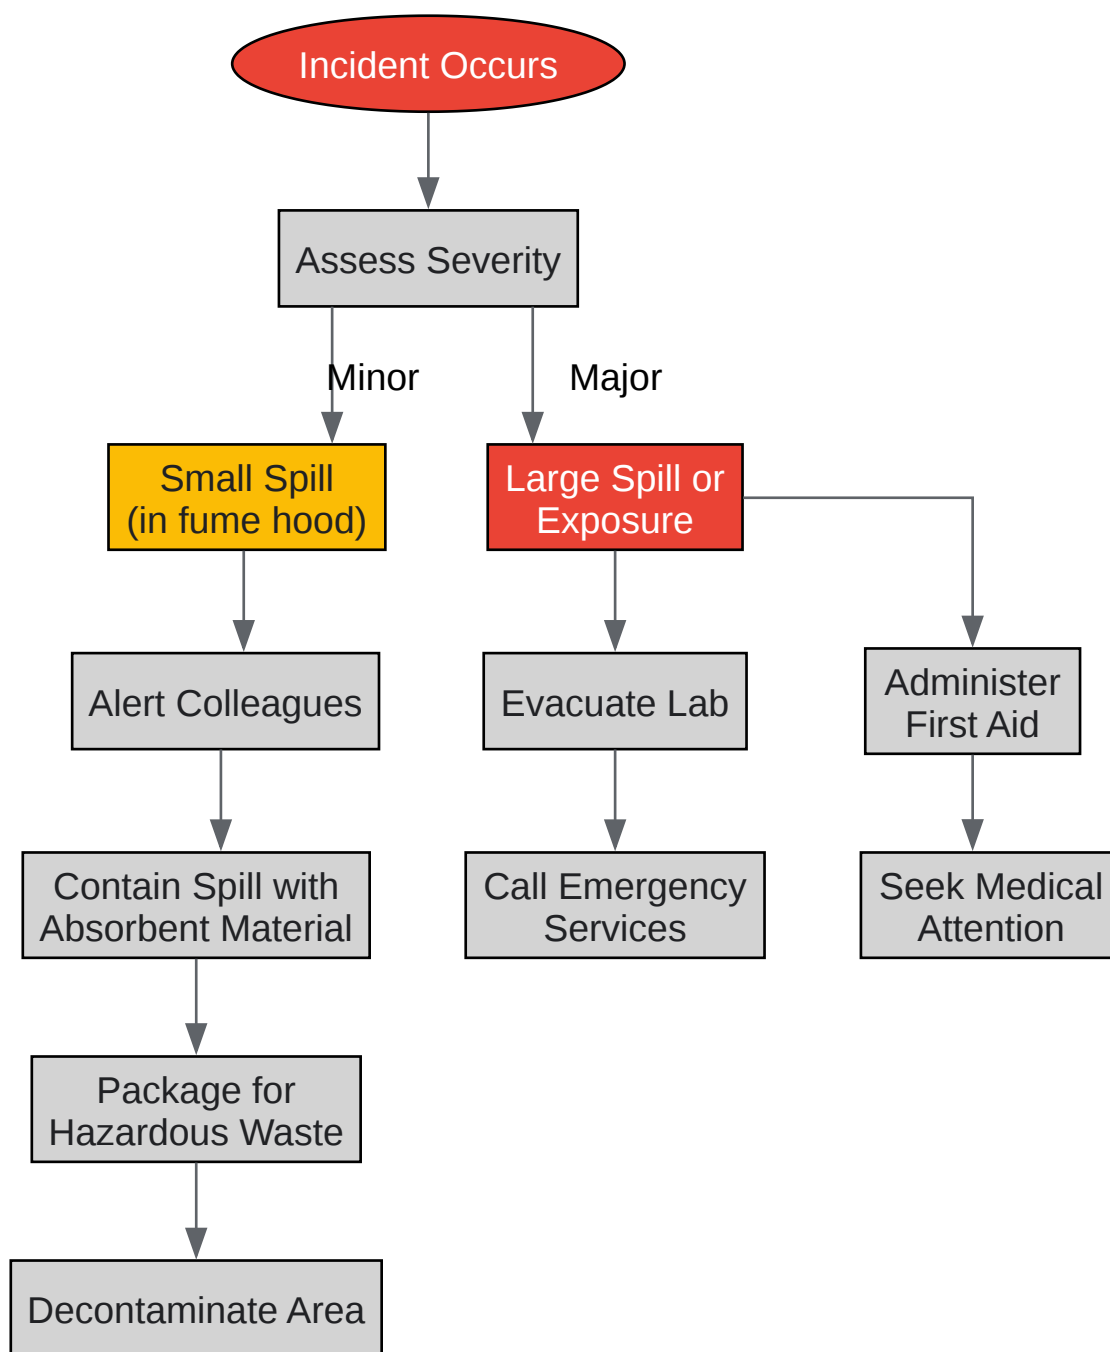 Incident Occurs
Assess Severity
Minor
Major
Small Spill
(in fume hood)
Large Spill or
Exposure
Alert Colleagues
Evacuate Lab
Administer
First Aid
Contain Spill with
Absorbent Material
Call Emergency
Services
Seek Medical
Attention
Package for
Hazardous Waste
Decontaminate Area